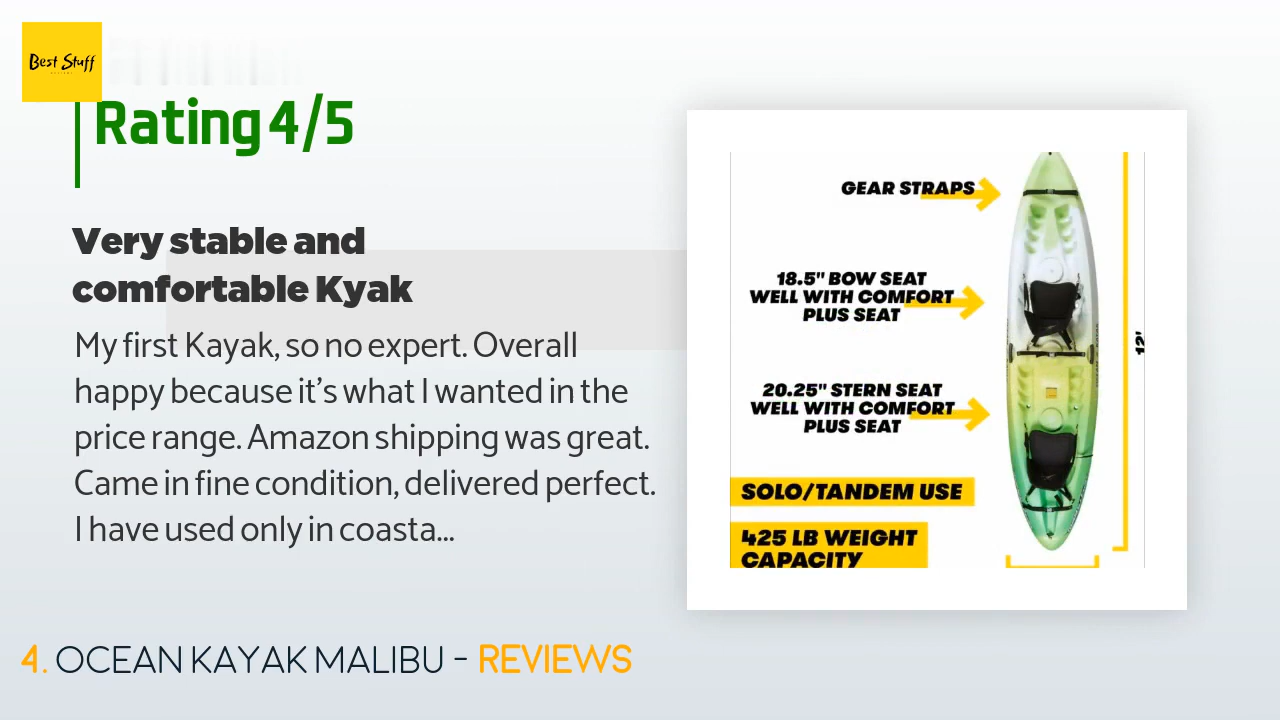 Best Stuff
Rating 4/5
Very stable and
comfortable Kyak
My first Kayak, so no expert. Overall
happy because it's what I wanted in the
price range. Amazon shipping was great.
Came in fine condition, delivered perfect.
I have used only in coasta...
GEAR STRAPS
18.5" BOW SEAT
WELL WITH COMFORT
PLUS SEAT
20.25" STERN SEAT
WELL WITH COMFORT
PLUS SEAT
12'
SOLO/TANDEM USE
425 LB WEIGHT
CAPACITY
4. OCEAN KAYAK MALIBU - REVIEWS